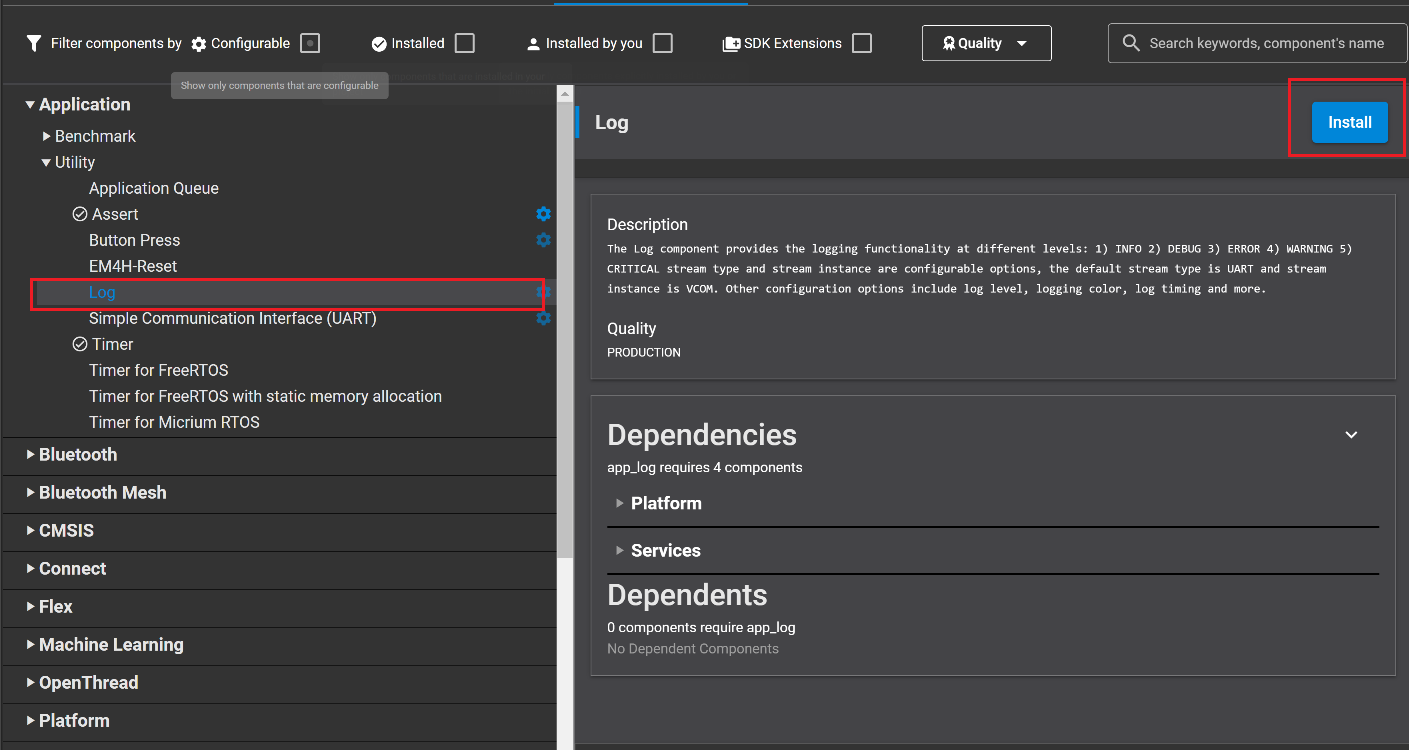 Filter components by Configurable Installed Installed by you SDK Extensions Quality Search keywords, component's name
Show only components that are configurable
Application
Benchmark
Utility
Application Queue
Assert
Button Press
EM4H-Reset
Log
Simple Communication Interface (UART)
Timer
Timer for FreeRTOS
Timer for FreeRTOS with static memory allocation
Timer for Micrium RTOS
Bluetooth
Bluetooth Mesh
CMSIS
Connect
Flex
Machine Learning
OpenThread
Platform
Log
Install
Description
The Log component provides the logging functionality at different levels: 1) INFO 2) DEBUG 3) ERROR 4) WARNING 5)
CRITICAL stream type and stream instance are configurable options, the default stream type is UART and stream
instance is VCOM. Other configuration options include log level, logging color, log timing and more.
Quality
PRODUCTION
Dependencies
app_log requires 4 components
Platform
Services
Dependents
0 components require app_log
No Dependent Components